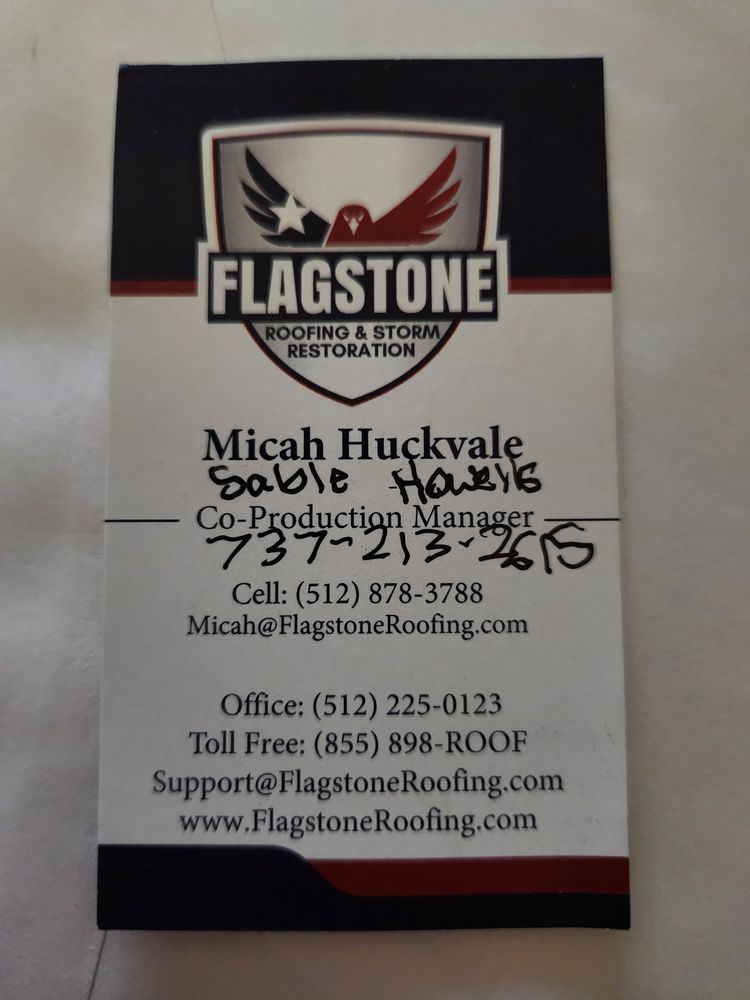 FLAGSTONE
ROOFING & STORM
RESTORATION
Micah Huckvale
Sable Howells
Co-Production Manager
737-213-2615
Cell: (512) 878-3788
Micah@FlagstoneRoofing.com
Office: (512) 225-0123
Toll Free: (855) 898-ROOF
Support@FlagstoneRoofing.com
www.FlagstoneRoofing.com